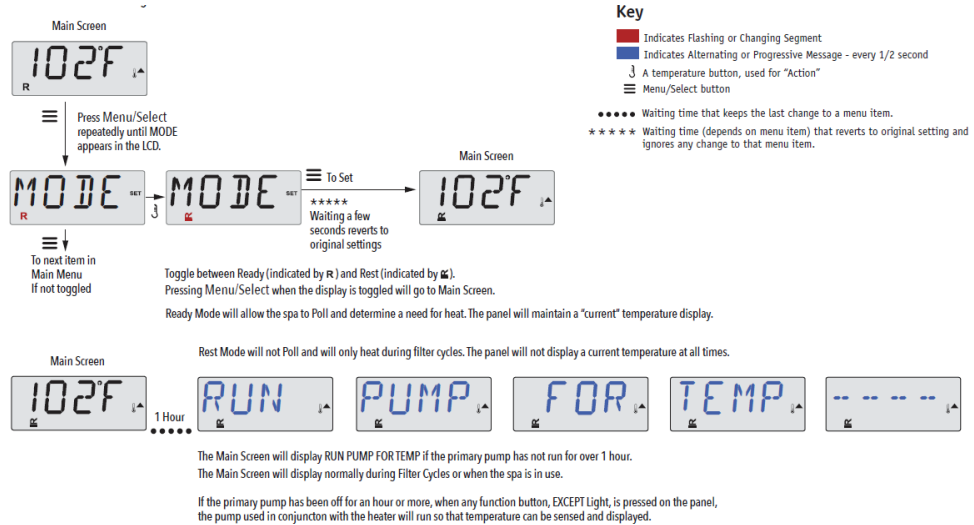 Main Screen
102°F
R
Press Menu/Select
repeatedly until MODE
appears in the LCD.
MODE SET
R
MODE SET
R
To Set
*****
Waiting a few
seconds reverts to
original settings
Main Screen
102°F
R
To next item in
Main Menu
If not toggled
Key
Indicates Flashing or Changing Segment
Indicates Alternating or Progressive Message - every 1/2 second
A temperature button, used for "Action"
Menu/Select button
••••• Waiting time that keeps the last change to a menu item.
* * * * * Waiting time (depends on menu item) that reverts to original setting and
ignores any change to that menu item.
Toggle between Ready (indicated by R ) and Rest (indicated by R ).
Pressing Menu/Select when the display is toggled will go to Main Screen.
Ready Mode will allow the spa to Poll and determine a need for heat. The panel will maintain a "current" temperature display.
Rest Mode will not Poll and will only heat during filter cycles. The panel will not display a current temperature at all times.
Main Screen
102°F
R
1 Hour
•••••
RUN
R
PUMP
R
FOR
R
TEMP
R
-- -- -- --
R
The Main Screen will display RUN PUMP FOR TEMP if the primary pump has not run for over 1 hour.
The Main Screen will display normally during Filter Cycles or when the spa is in use.
If the primary pump has been off for an hour or more, when any function button, EXCEPT Light, is pressed on the panel,
the pump used in conjuncton with the heater will run so that temperature can be sensed and displayed.